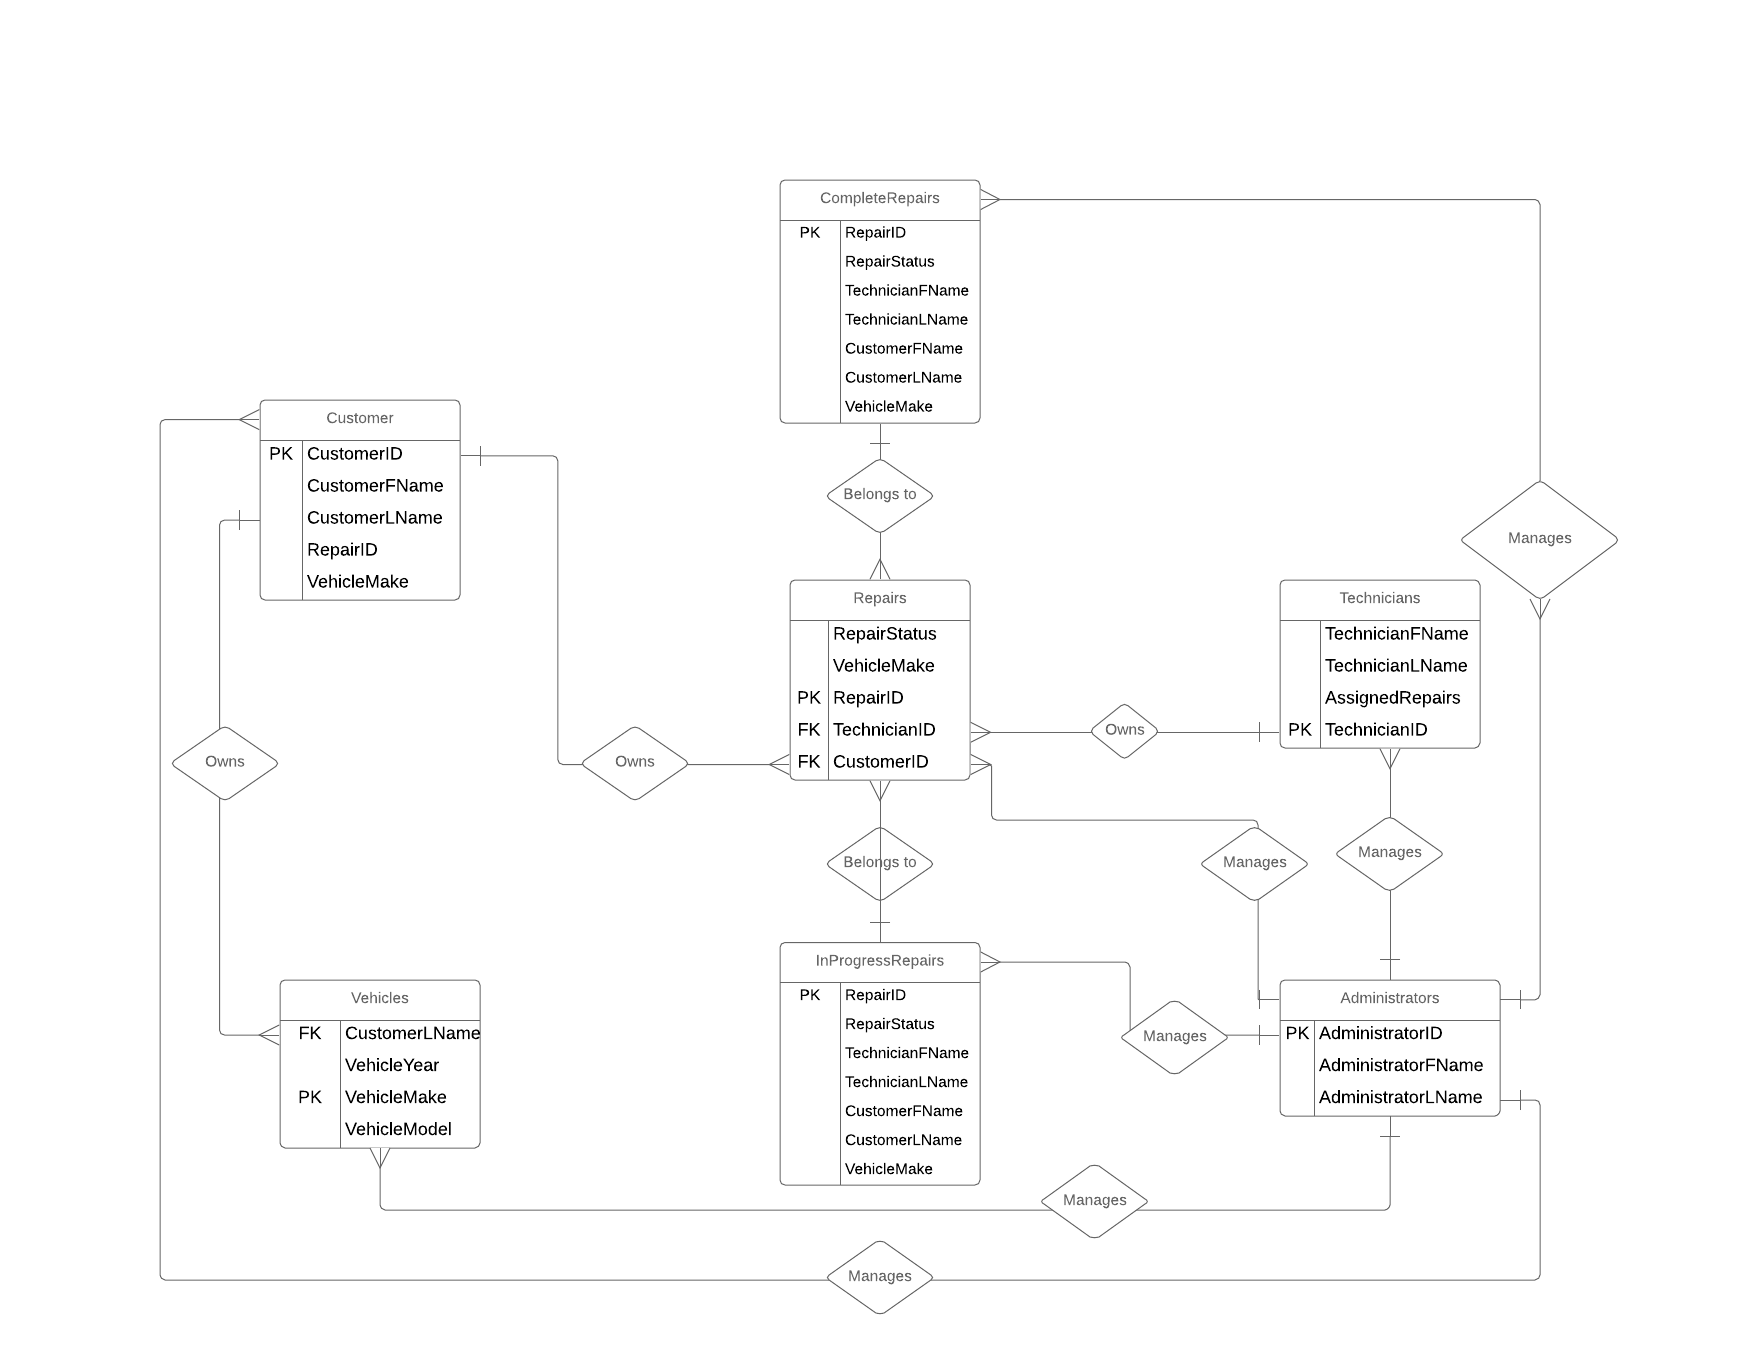 CompleteRepairs
PK RepairID
RepairStatus
TechnicianFName
TechnicianLName
CustomerFName
CustomerLName
VehicleMake
Customer
PK CustomerID
CustomerFName
CustomerLName
RepairID
VehicleMake
Belongs to
Manages
Repairs
RepairStatus
VehicleMake
PK RepairID
FK TechnicianID
FK CustomerID
Technicians
TechnicianFName
TechnicianLName
AssignedRepairs
PK TechnicianID
Owns
Owns
Owns
Belongs to
Manages
Manages
InProgressRepairs
PK RepairID
RepairStatus
TechnicianFName
TechnicianLName
CustomerFName
CustomerLName
VehicleMake
Manages
Vehicles
FK CustomerLName
VehicleYear
PK VehicleMake
VehicleModel
Administrators
PK AdministratorID
AdministratorFName
AdministratorLName
Manages
Manages